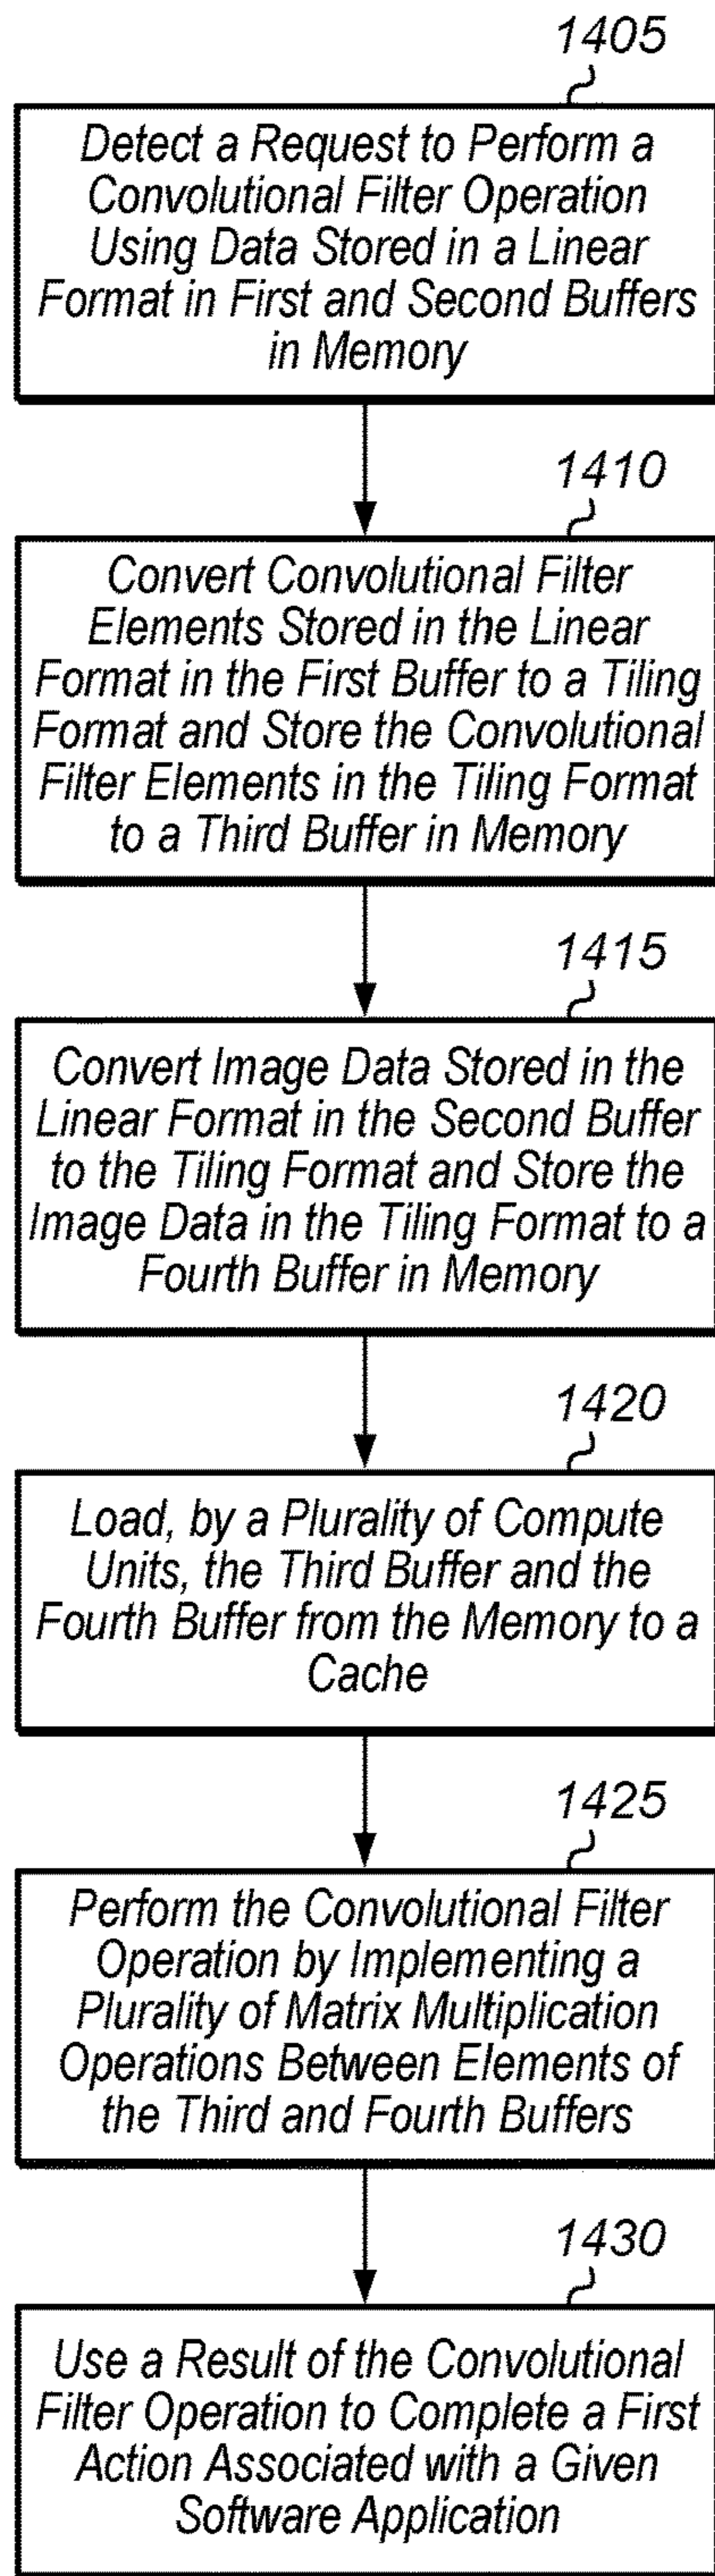 1405
Detect a Request to Perform a
Convolutional Filter Operation
Using Data Stored in a Linear
Format in First and Second Buffers
in Memory
1410
Convert Convolutional Filter
Elements Stored in the Linear
Format in the First Buffer to a Tiling
Format and Store the Convolutional
Filter Elements in the Tiling Format
to a Third Buffer in Memory
1415
Convert Image Data Stored in the
Linear Format in the Second Buffer
to the Tiling Format and Store the
Image Data in the Tiling Format to a
Fourth Buffer in Memory
1420
Load, by a Plurality of Compute
Units, the Third Buffer and the
Fourth Buffer from the Memory to a
Cache
1425
Perform the Convolutional Filter
Operation by Implementing a
Plurality of Matrix Multiplication
Operations Between Elements of
the Third and Fourth Buffers
1430
Use a Result of the Convolutional
Filter Operation to Complete a First
Action Associated with a Given
Software Application